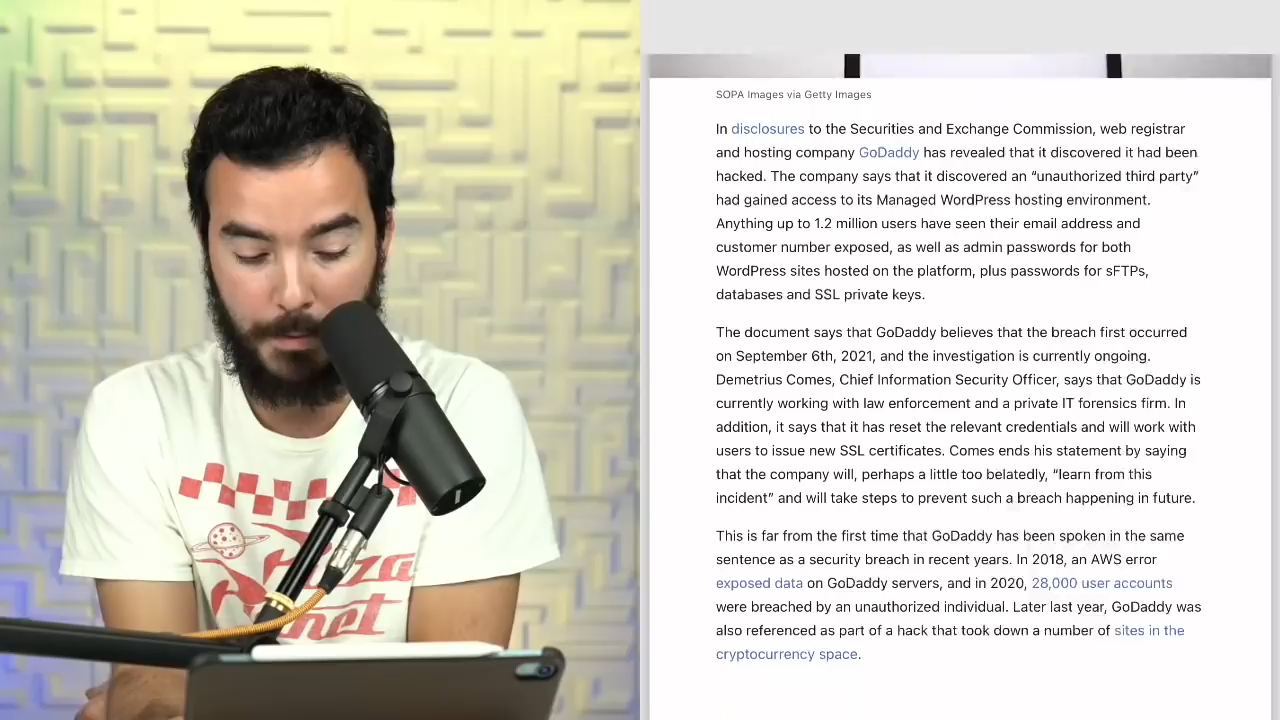 SOPA Images via Getty Images
In disclosures to the Securities and Exchange Commission, web registrar
and hosting company GoDaddy has revealed that it discovered it had been
hacked. The company says that it discovered an “unauthorized third party”
had gained access to its Managed WordPress hosting environment.
Anything up to 1.2 million users have seen their email address and
customer number exposed, as well as admin passwords for both
WordPress sites hosted on the platform, plus passwords for sFTPs,
databases and SSL private keys.
The document says that GoDaddy believes that the breach first occurred
on September 6th, 2021, and the investigation is currently ongoing.
Demetrius Comes, Chief Information Security Officer, says that GoDaddy is
currently working with law enforcement and a private IT forensics firm. In
addition, it says that it has reset the relevant credentials and will work with
users to issue new SSL certificates. Comes ends his statement by saying
that the company will, perhaps a little too belatedly, “learn from this
incident” and will take steps to prevent such a breach happening in future.
This is far from the first time that GoDaddy has been spoken in the same
sentence as a security breach in recent years. In 2018, an AWS error
exposed data on GoDaddy servers, and in 2020, 28,000 user accounts
were breached by an unauthorized individual. Later last year, GoDaddy was
also referenced as part of a hack that took down a number of sites in the
cryptocurrency space.